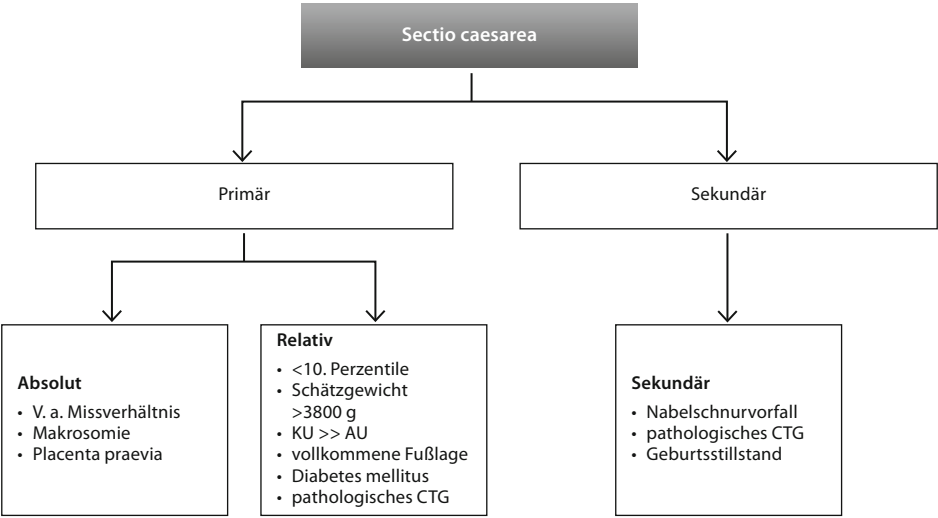 Sectio caesarea
Primär
Sekundär
Absolut
• V. a. Missverhältnis
• Makrosomie
• Placenta praevia
Relativ
• <10. Perzentile
• Schätzgewicht
>3800 g
• KU >> AU
• vollkommene Fußlage
• Diabetes mellitus
• pathologisches CTG
Sekundär
• Nabelschnurvorfall
• pathologisches CTG
• Geburtsstillstand